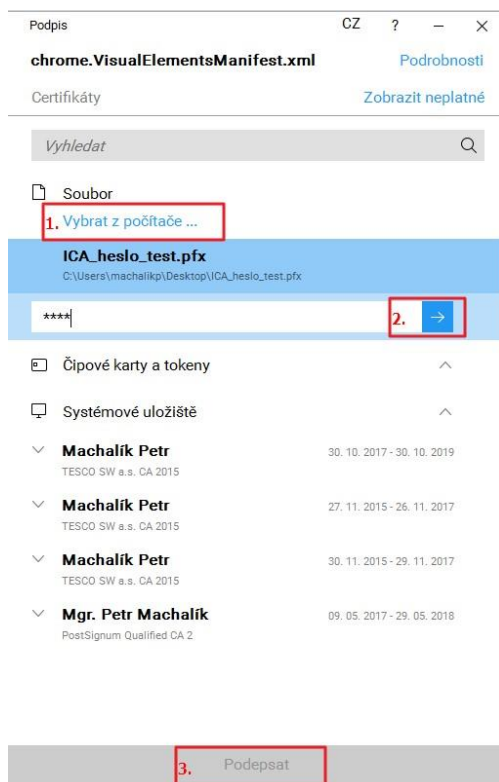 Podpis CZ ? – ×
chrome.VisualElementsManifest.xml Podrobnosti
Certifikáty Zobrazit neplatné
Vyhledat
Soubor
1. Vybrat z počítače ...
ICA_heslo_test.pfx
C:\Users\machalikp\Desktop\ICA_heslo_test.pfx
**** 2. →
Čipové karty a tokeny
Systémové uložiště
Machalík Petr 30. 10. 2017 - 30. 10. 2019
TESCO SW a.s. CA 2015
Machalík Petr 27. 11. 2015 - 26. 11. 2017
TESCO SW a.s. CA 2015
Machalík Petr 30. 11. 2015 - 29. 11. 2017
TESCO SW a.s. CA 2015
Mgr. Petr Machalík 09. 05. 2017 - 29. 05. 2018
PostSignum Qualified CA 2
3. Podepsat